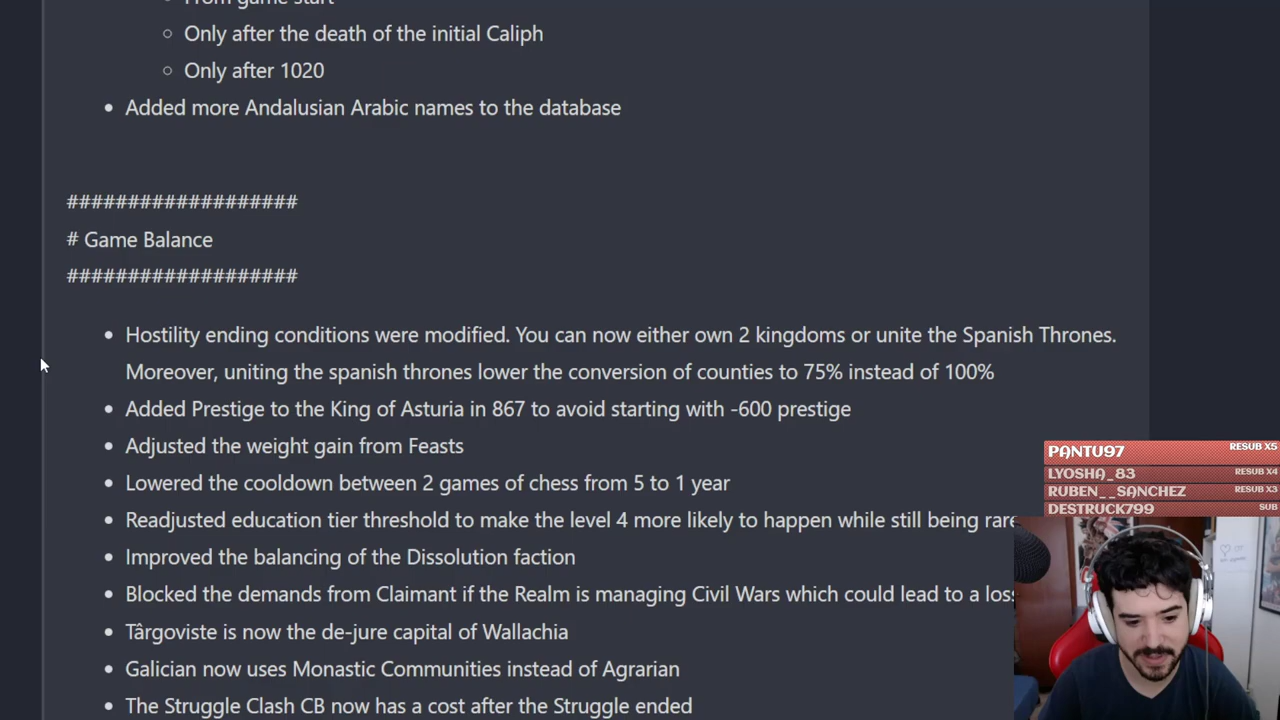 From game start
Only after the death of the initial Caliph
Only after 1020
Added more Andalusian Arabic names to the database
###################
# Game Balance
###################
Hostility ending conditions were modified. You can now either own 2 kingdoms or unite the Spanish Thrones.
Moreover, uniting the spanish thrones lower the conversion of counties to 75% instead of 100%
Added Prestige to the King of Asturia in 867 to avoid starting with -600 prestige
Adjusted the weight gain from Feasts
Lowered the cooldown between 2 games of chess from 5 to 1 year
Readjusted education tier threshold to make the level 4 more likely to happen while still being rare
Improved the balancing of the Dissolution faction
Blocked the demands from Claimant if the Realm is managing Civil Wars which could lead to a loss
Târgoviste is now the de-jure capital of Wallachia
Galician now uses Monastic Communities instead of Agrarian
The Struggle Clash CB now has a cost after the Struggle ended
PANTU97 RESUB X5
LYOSHA_83 RESUB X4
RUBEN__SANCHEZ RESUB X3
DESTRUCK799 SUB